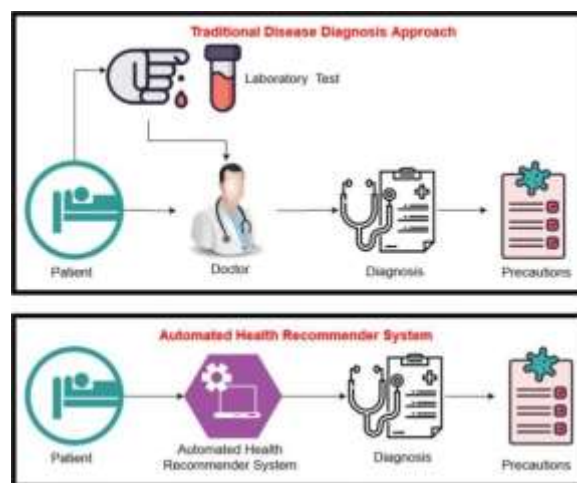 Traditional Disease Diagnosis Approach
Laboratory Test
Patient
Doctor
Diagnosis
Precautions
Automated Health Recommender System
Patient
Automated Health
Recommender System
Diagnosis
Precautions